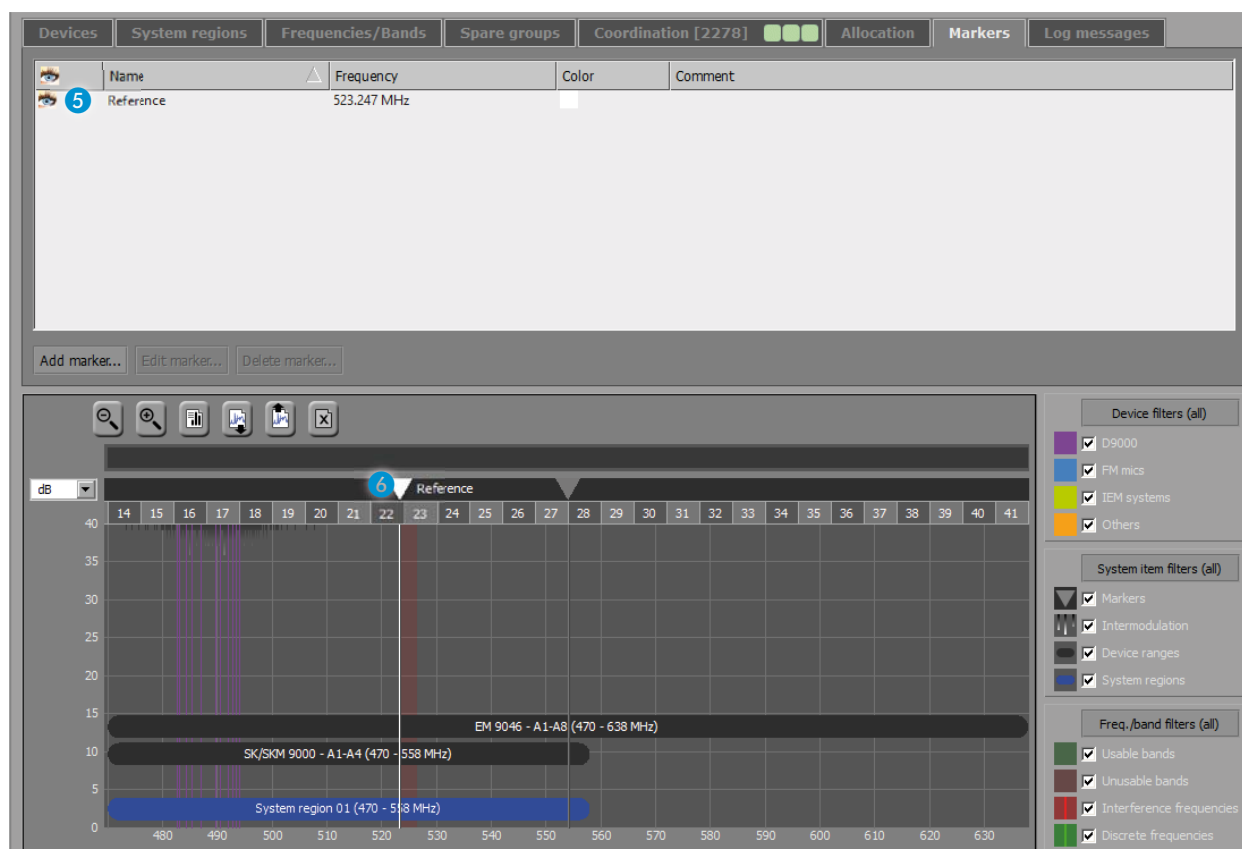 Devices System regions Frequencies/Bands Spare groups Coordination [2278] Allocation Markers Log messages
Name Frequency Color Comment
5 Reference 523.247 MHz
Add marker... Edit marker... Delete marker...
Device filters (all)
D9000
FM mics
IEM systems
Others
System item filters (all)
Markers
Intermodulation
Device ranges
System regions
Freq./band filters (all)
Usable bands
Unusable bands
Interference frequencies
Discrete frequencies
dB 6 Reference
14 15 16 17 18 19 20 21 22 23 24 25 26 27 28 29 30 31 32 33 34 35 36 37 38 39 40 41
40
35
30
25
20
15
EM 9046 - A1-A8 (470 - 638 MHz)
10 SK/SKM 9000 - A1-A4 (470 - 558 MHz)
5
System region 01 (470 - 558 MHz)
0
480 490 500 510 520 530 540 550 560 570 580 590 600 610 620 630